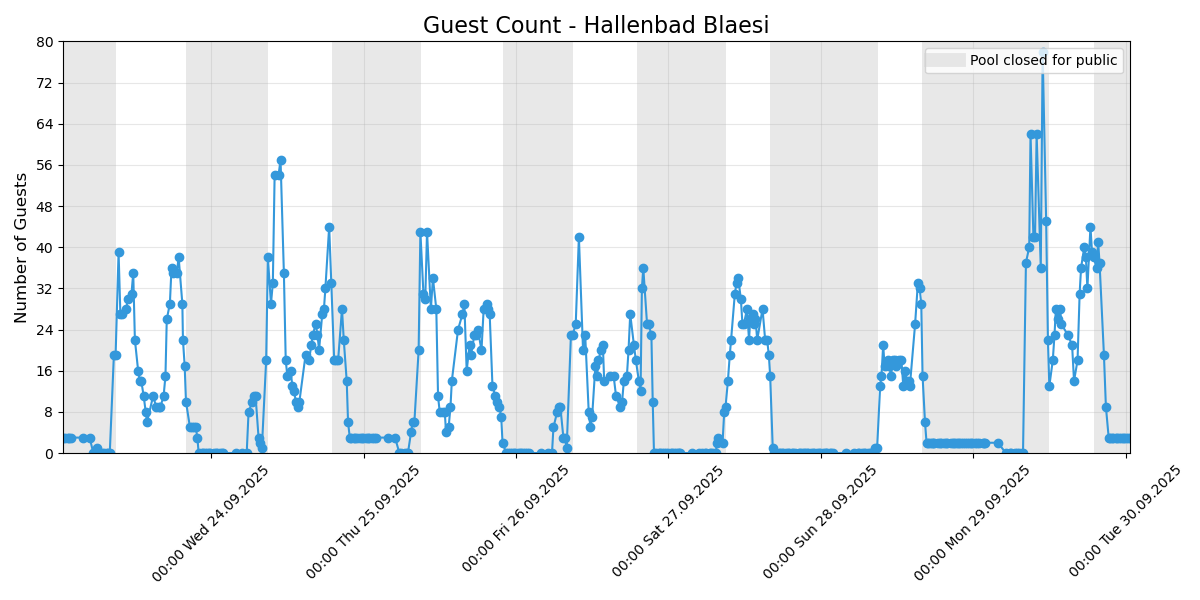 Guest Count - Hallenbad Blaesi
Pool closed for public
Number of Guests
80
72
64
56
48
40
32
24
16
8
0
00:00 Wed 24.09.2025
00:00 Thu 25.09.2025
00:00 Fri 26.09.2025
00:00 Sat 27.09.2025
00:00 Sun 28.09.2025
00:00 Mon 29.09.2025
00:00 Tue 30.09.2025